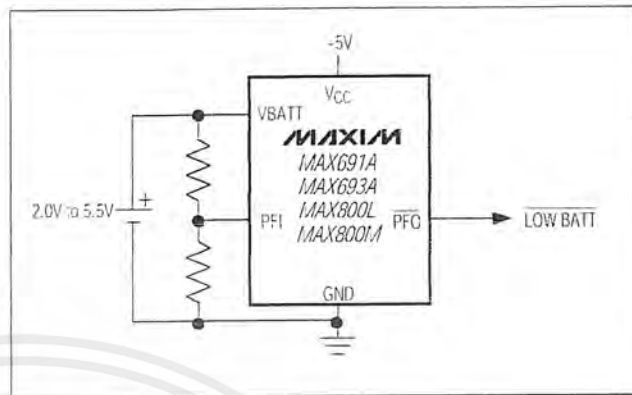 -5V
VCC
VBATT
MAXIM
MAX691A
MAX693A
MAX800L
MAX800M
2.0V to 5.5V
+
PFI
PFO
LOW BATT
GND